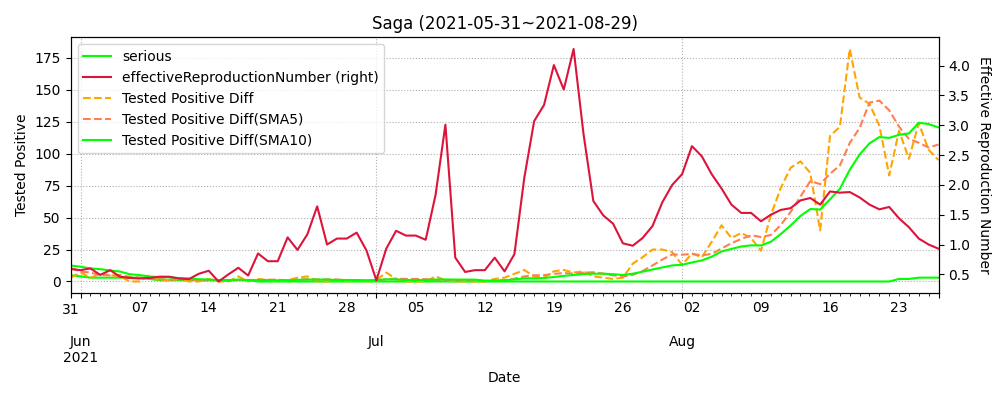 Saga (2021-05-31~2021-08-29)
serious
effectiveReproductionNumber (right)
Tested Positive Diff
Tested Positive Diff(SMA5)
Tested Positive Diff(SMA10)
Tested Positive
175
150
125
100
75
50
25
0
4.0
3.5
3.0
2.5
2.0
1.5
1.0
0.5
Effective Reproduction Number
31 07 14 21 28 05 12 19 26 02 09 16 23
Jun Jul Aug
2021
Date